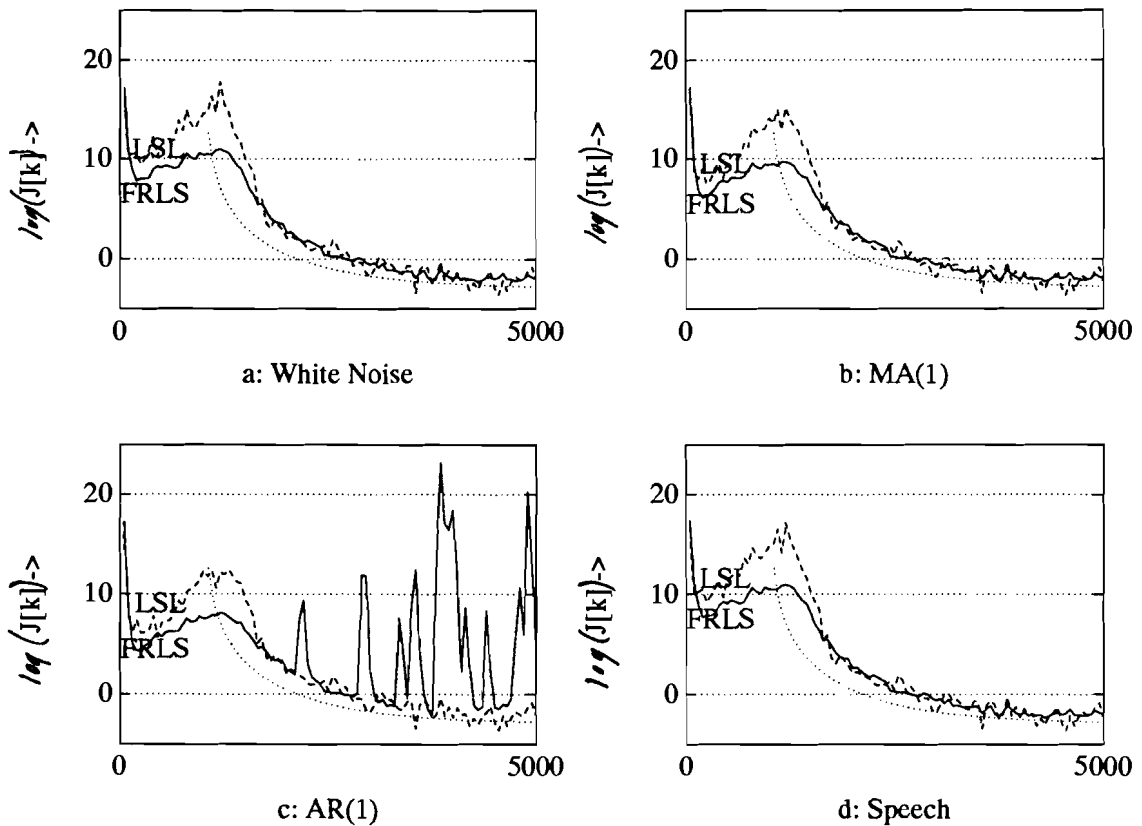 20
10
0
log(J[k])->
LSL
FRLS
0
5000
a: White Noise
20
10
0
log(J[k])->
LSL
FRLS
0
5000
b: MA(1)
20
10
0
log(J[k])->
LSL
FRLS
0
5000
c: AR(1)
20
10
0
log(J[k])->
LSL
FRLS
0
5000
d: Speech